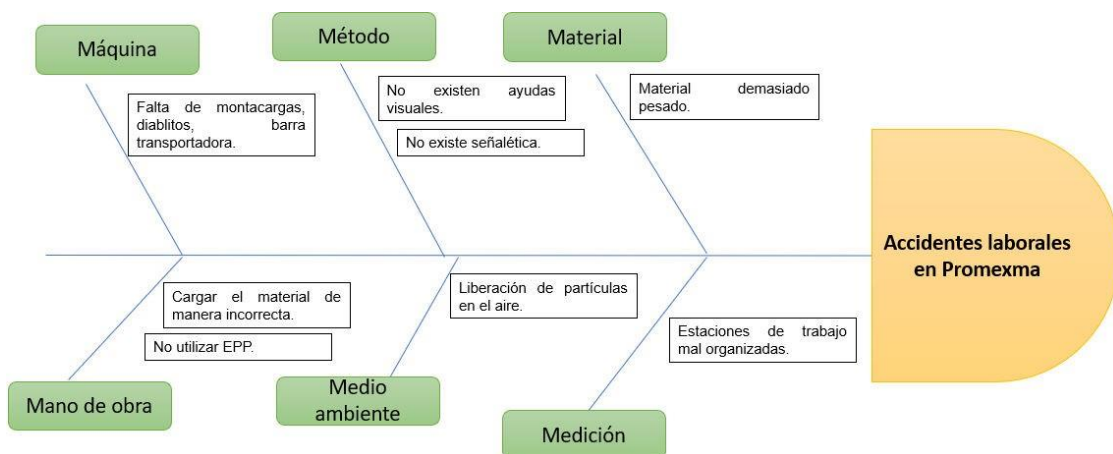 Máquina
Método
Material
Falta de montacargas,
diablitos, barra
transportadora.
No existen ayudas
visuales.
No existe señalética.
Material demasiado
pesado.
Accidentes laborales
en Promexma
Cargar el material de
manera incorrecta.
No utilizar EPP.
Liberación de partículas
en el aire.
Estaciones de trabajo
mal organizadas.
Mano de obra
Medio
ambiente
Medición